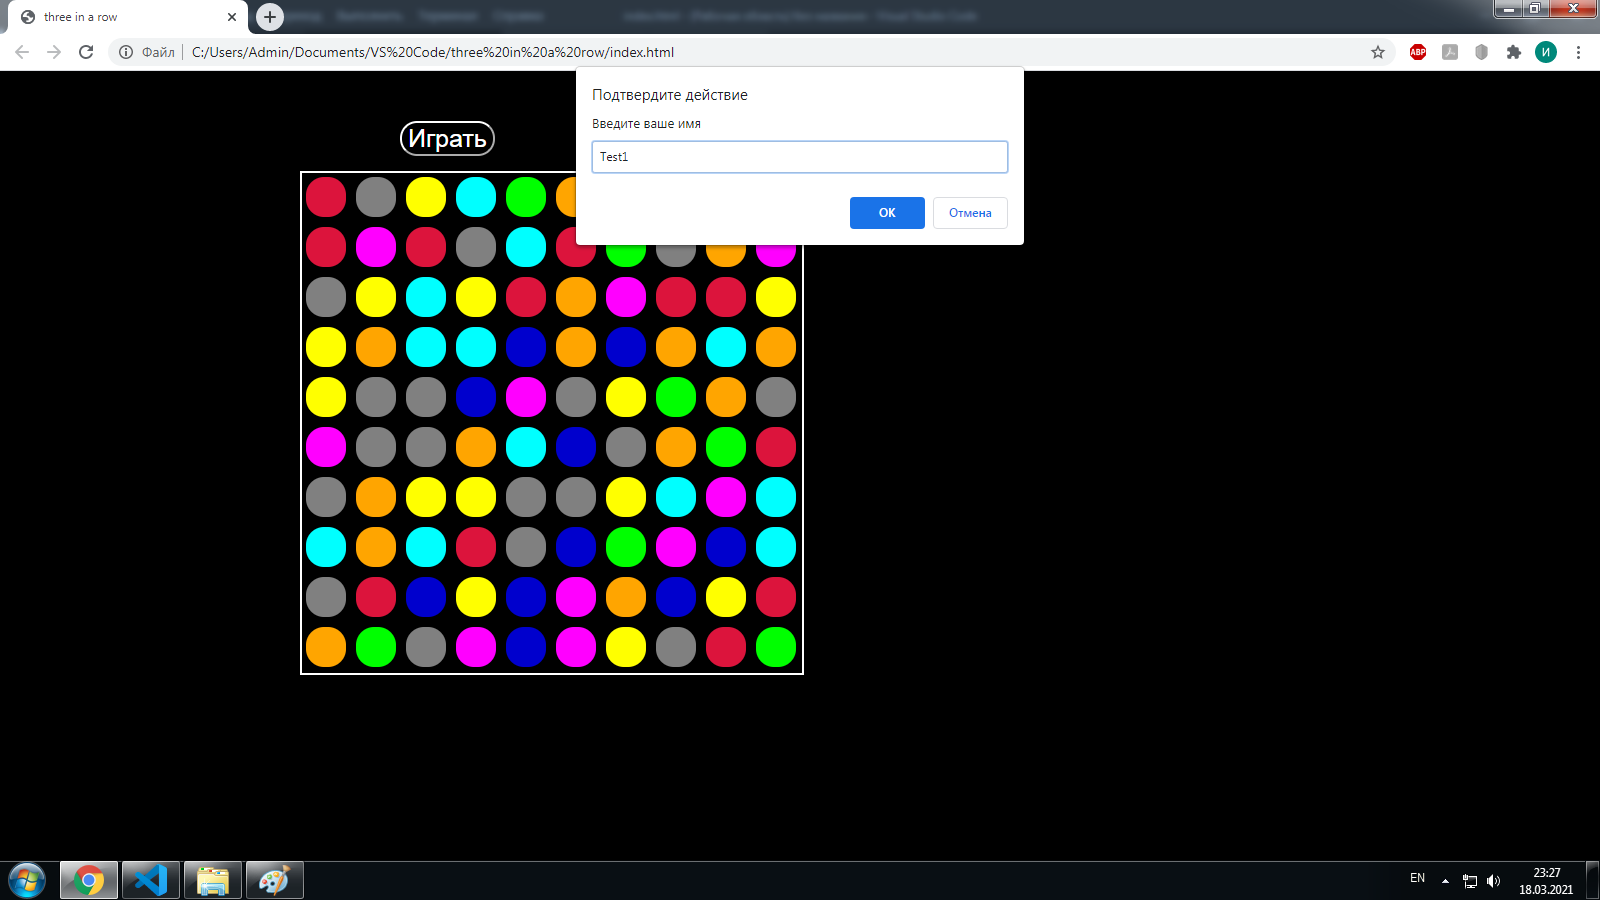 three in a row
Файл
C:/Users/Admin/Documents/VS%20Code/three%20in%20a%20row/index.html
ABP
И
Подтвердите действие
Введите ваше имя
Test1
OK
Отмена
Играть
EN
23:27
18.03.2021